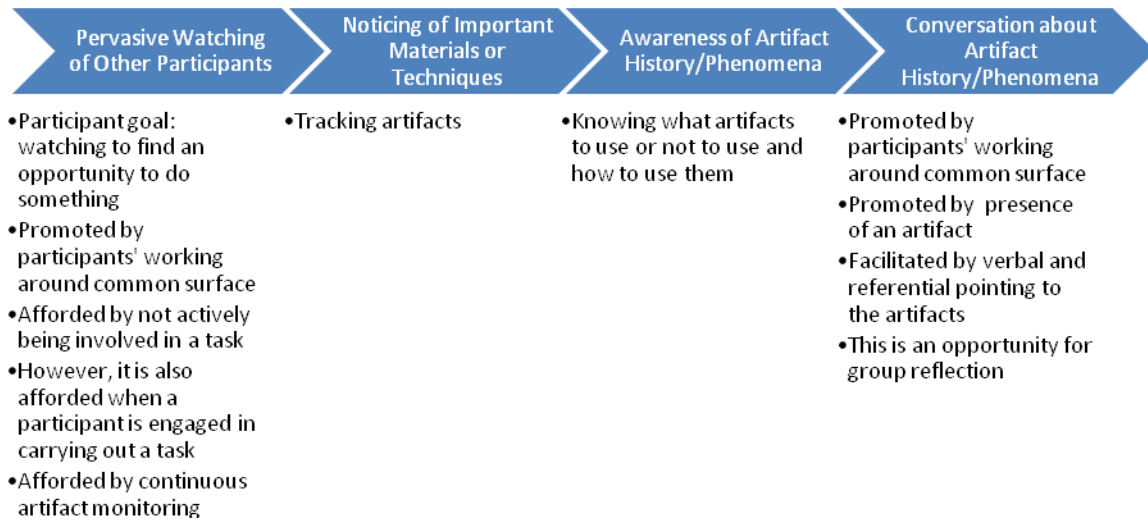 Pervasive Watching
of Other Participants
Noticing of Important
Materials or
Techniques
Awareness of Artifact
History/Phenomena
Conversation about
Artifact
History/Phenomena
•Participant goal:
watching to find an
opportunity to do
something
•Promoted by
participants' working
around common surface
•Afforded by not actively
being involved in a task
•However, it is also
afforded when a
participant is engaged in
carrying out a task
•Afforded by continuous
artifact monitoring
•Tracking artifacts
•Knowing what artifacts
to use or not to use and
how to use them
•Promoted by
participants' working
around common surface
•Promoted by presence
of an artifact
•Facilitated by verbal and
referential pointing to
the artifacts
•This is an opportunity for
group reflection